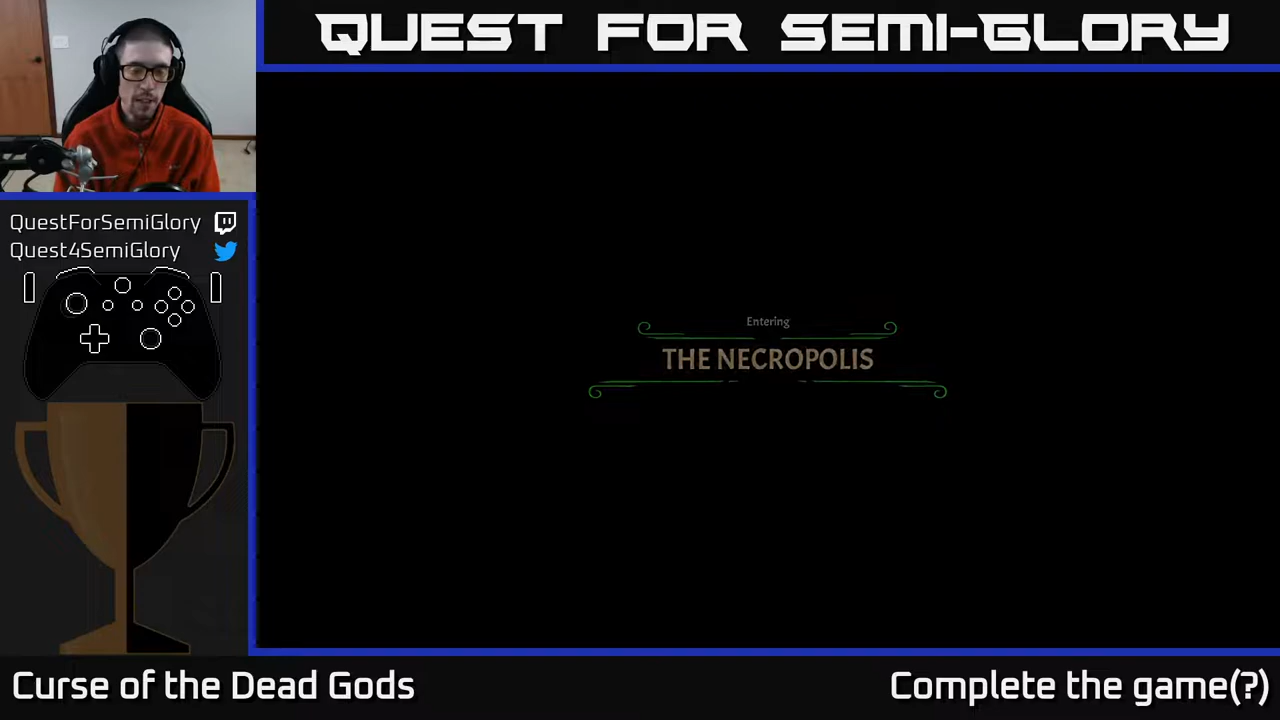 QUEST FOR SEMI-GLORY
QuestForSemiGlory
Quest4SemiGlory
Entering
THE NECROPOLIS
Curse of the Dead Gods
Complete the game(?)